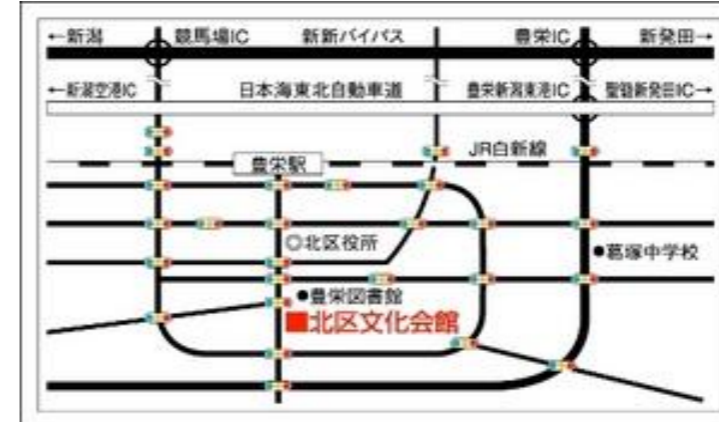 ←新潟 競馬場IC 新新バイパス 豊栄IC 新発田→
←新潟空港IC 日本海東北自動車道 豊栄新潟東港IC 聖籠新発田IC→
JR白新線
豊栄駅
◎北区役所
●葛塚中学校
●豊栄図書館
■北区文化会館